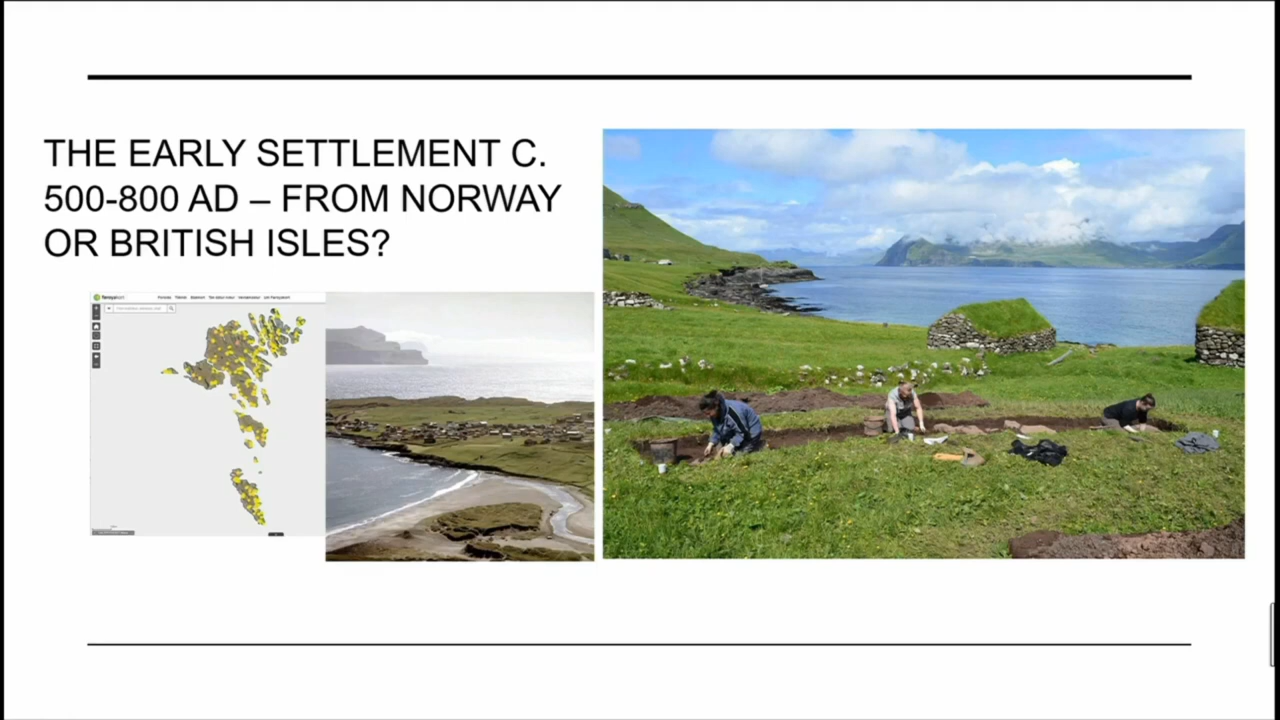 THE EARLY SETTLEMENT C.
500-800 AD – FROM NORWAY
OR BRITISH ISLES?